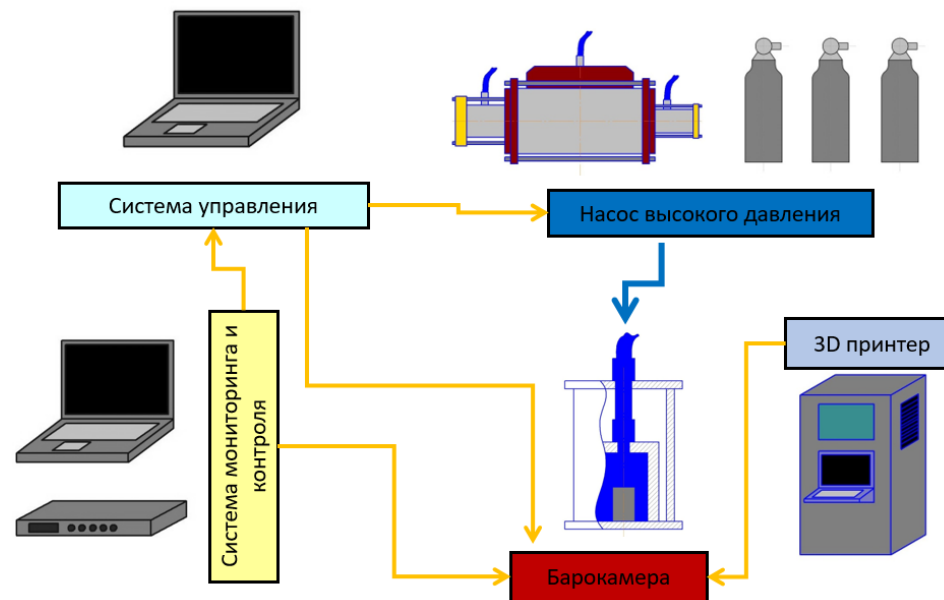 Система управления
Насос высокого давления
3D принтер
Система мониторинга и
контроля
Барокамера